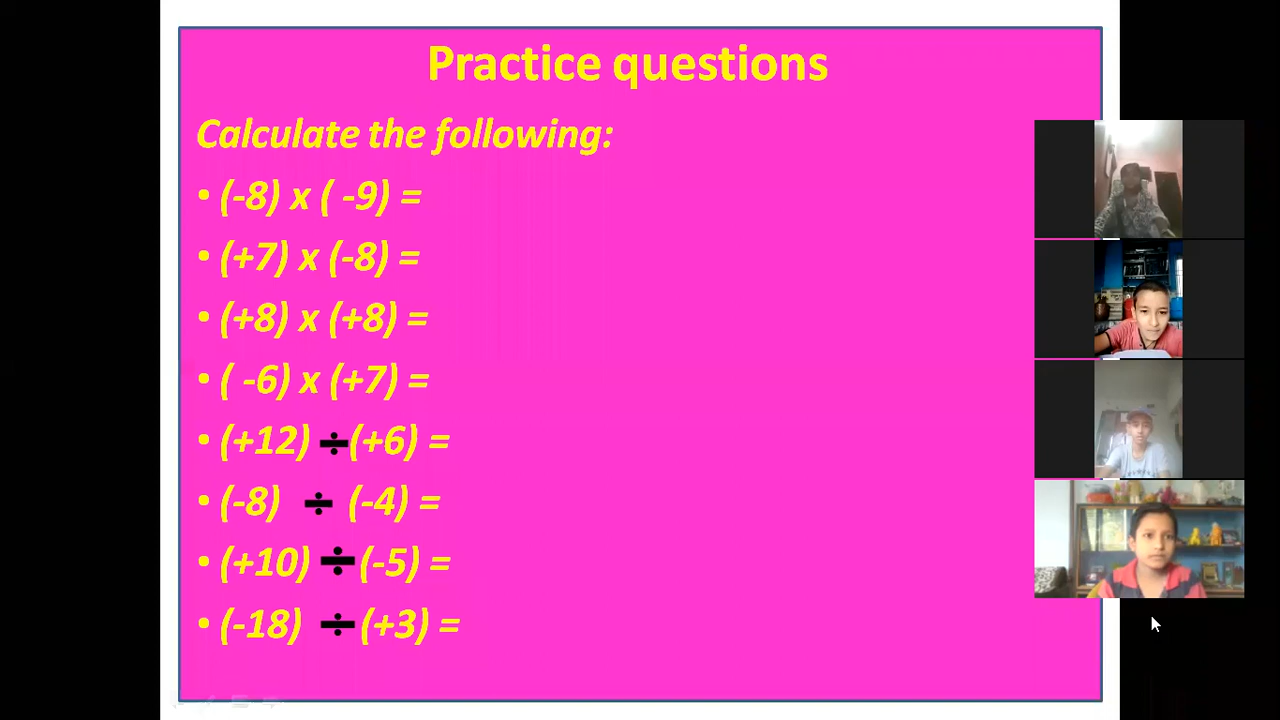 Practice questions
Calculate the following:
• (-8) x ( -9) =
• (+7) x (-8) =
• (+8) x (+8) =
• ( -6) x (+7) =
• (+12) ÷ (+6) =
• (-8) ÷ (-4) =
• (+10) ÷ (-5) =
• (-18) ÷ (+3) =